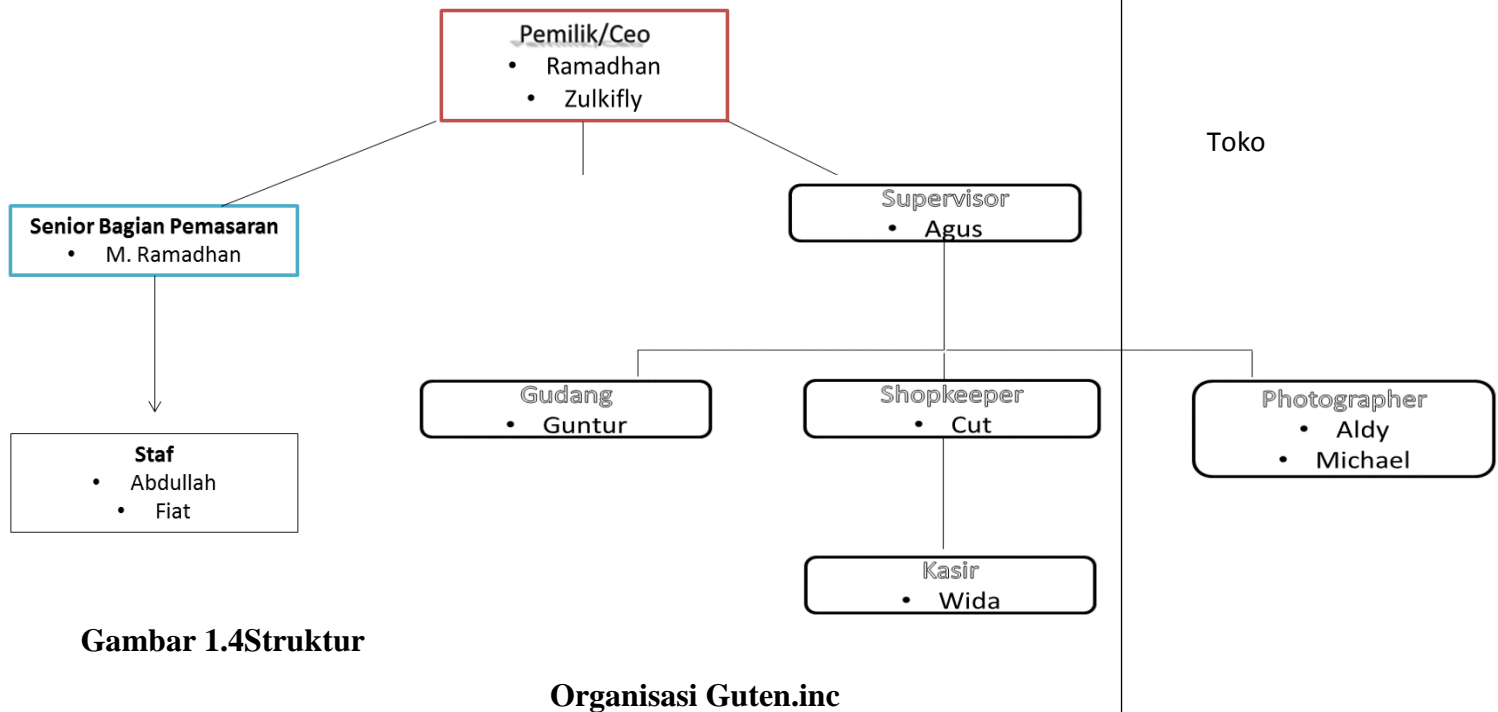 Pemilik/Ceo
• Ramadhan
• Zulkifly
Toko
Senior Bagian Pemasaran
• M. Ramadhan
Supervisor
• Agus
Gudang
• Guntur
Shopkeeper
• Cut
Photographer
• Aldy
• Michael
Staf
• Abdullah
• Fiat
Kasir
• Wida
Gambar 1.4Struktur
Organisasi Guten.inc